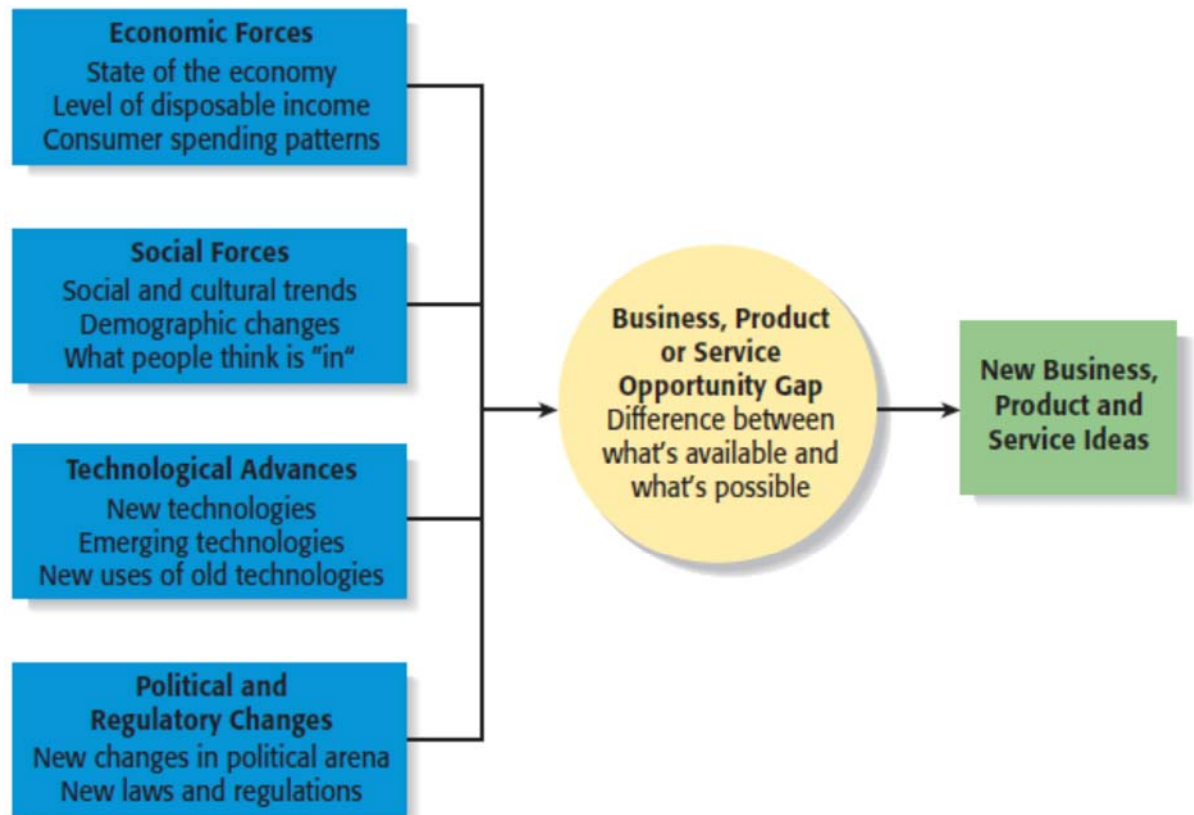 Economic Forces
State of the economy
Level of disposable income
Consumer spending patterns
Social Forces
Social and cultural trends
Demographic changes
What people think is "in“
Technological Advances
New technologies
Emerging technologies
New uses of old technologies
Political and
Regulatory Changes
New changes in political arena
New laws and regulations
Business, Product
or Service
Opportunity Gap
Difference between
what's available and
what's possible
New Business,
Product and
Service Ideas